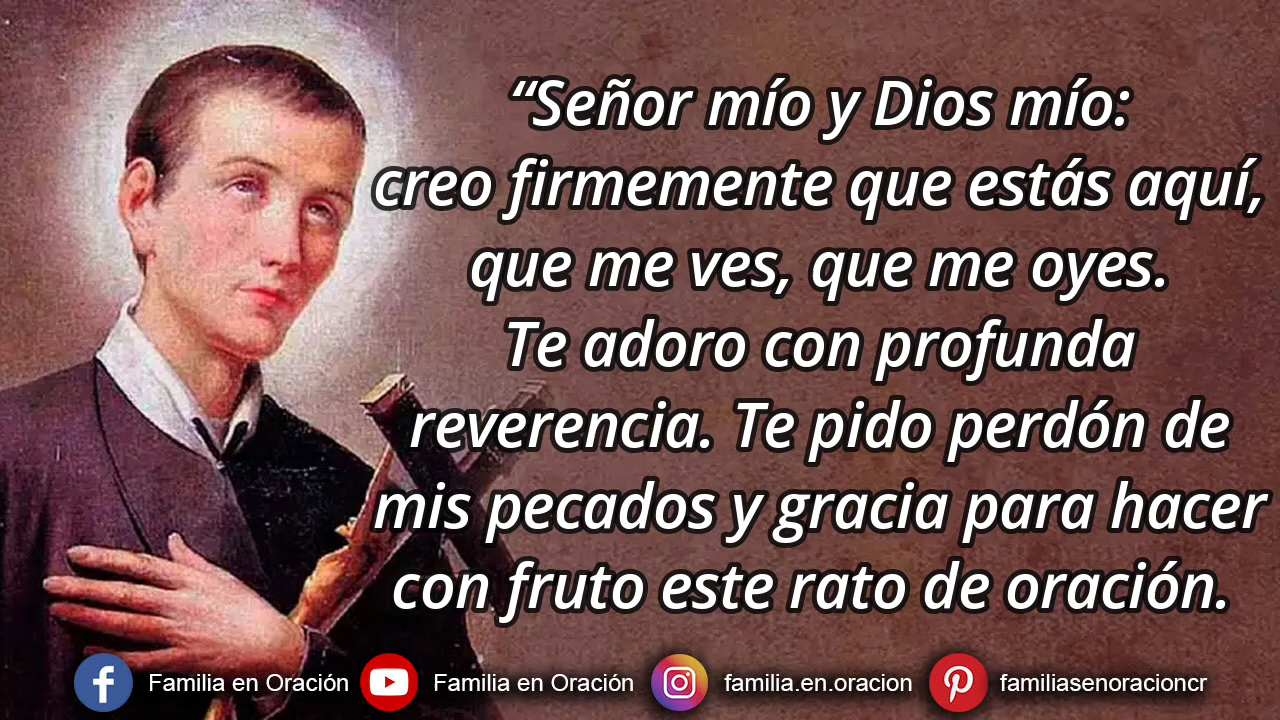 “Señor mío y Dios mío:
creo firmemente que estás aquí,
que me ves, que me oyes.
Te adoro con profunda
reverencia. Te pido perdón de
mis pecados y gracia para hacer
con fruto este rato de oración.
Familia en Oración Familia en Oración familia.en.oracion familiasenoracioncr